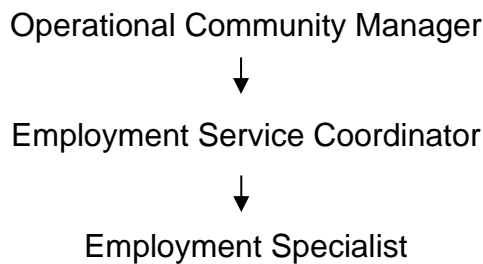 Operational Community Manager
Employment Service Coordinator
Employment Specialist